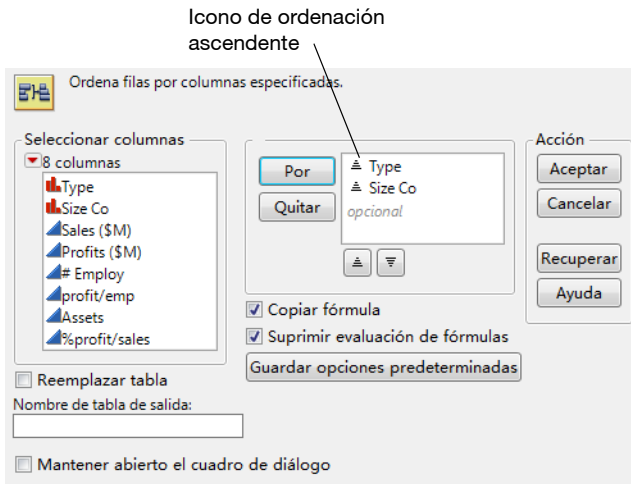 Icono de ordenación
ascendente
Ordena filas por columnas especificadas.
Seleccionar columnas
8 columnas
Type
Size Co
Sales ($M)
Profits ($M)
# Employ
profit/emp
Assets
%profit/sales
Reemplazar tabla
Nombre de tabla de salida:
Mantener abierto el cuadro de diálogo
Por
Quitar
Type
Size Co
opcional
Copiar fórmula
Suprimir evaluación de fórmulas
Guardar opciones predeterminadas
Acción
Aceptar
Cancelar
Recuperar
Ayuda